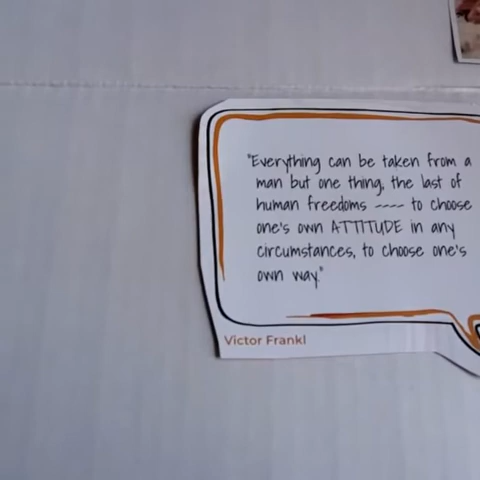 "Everything can be taken from a
man but one thing, the last of
human freedoms ---- to choose
one's own ATTITUDE in any
circumstances, to choose one's
own way."
Victor Frankl